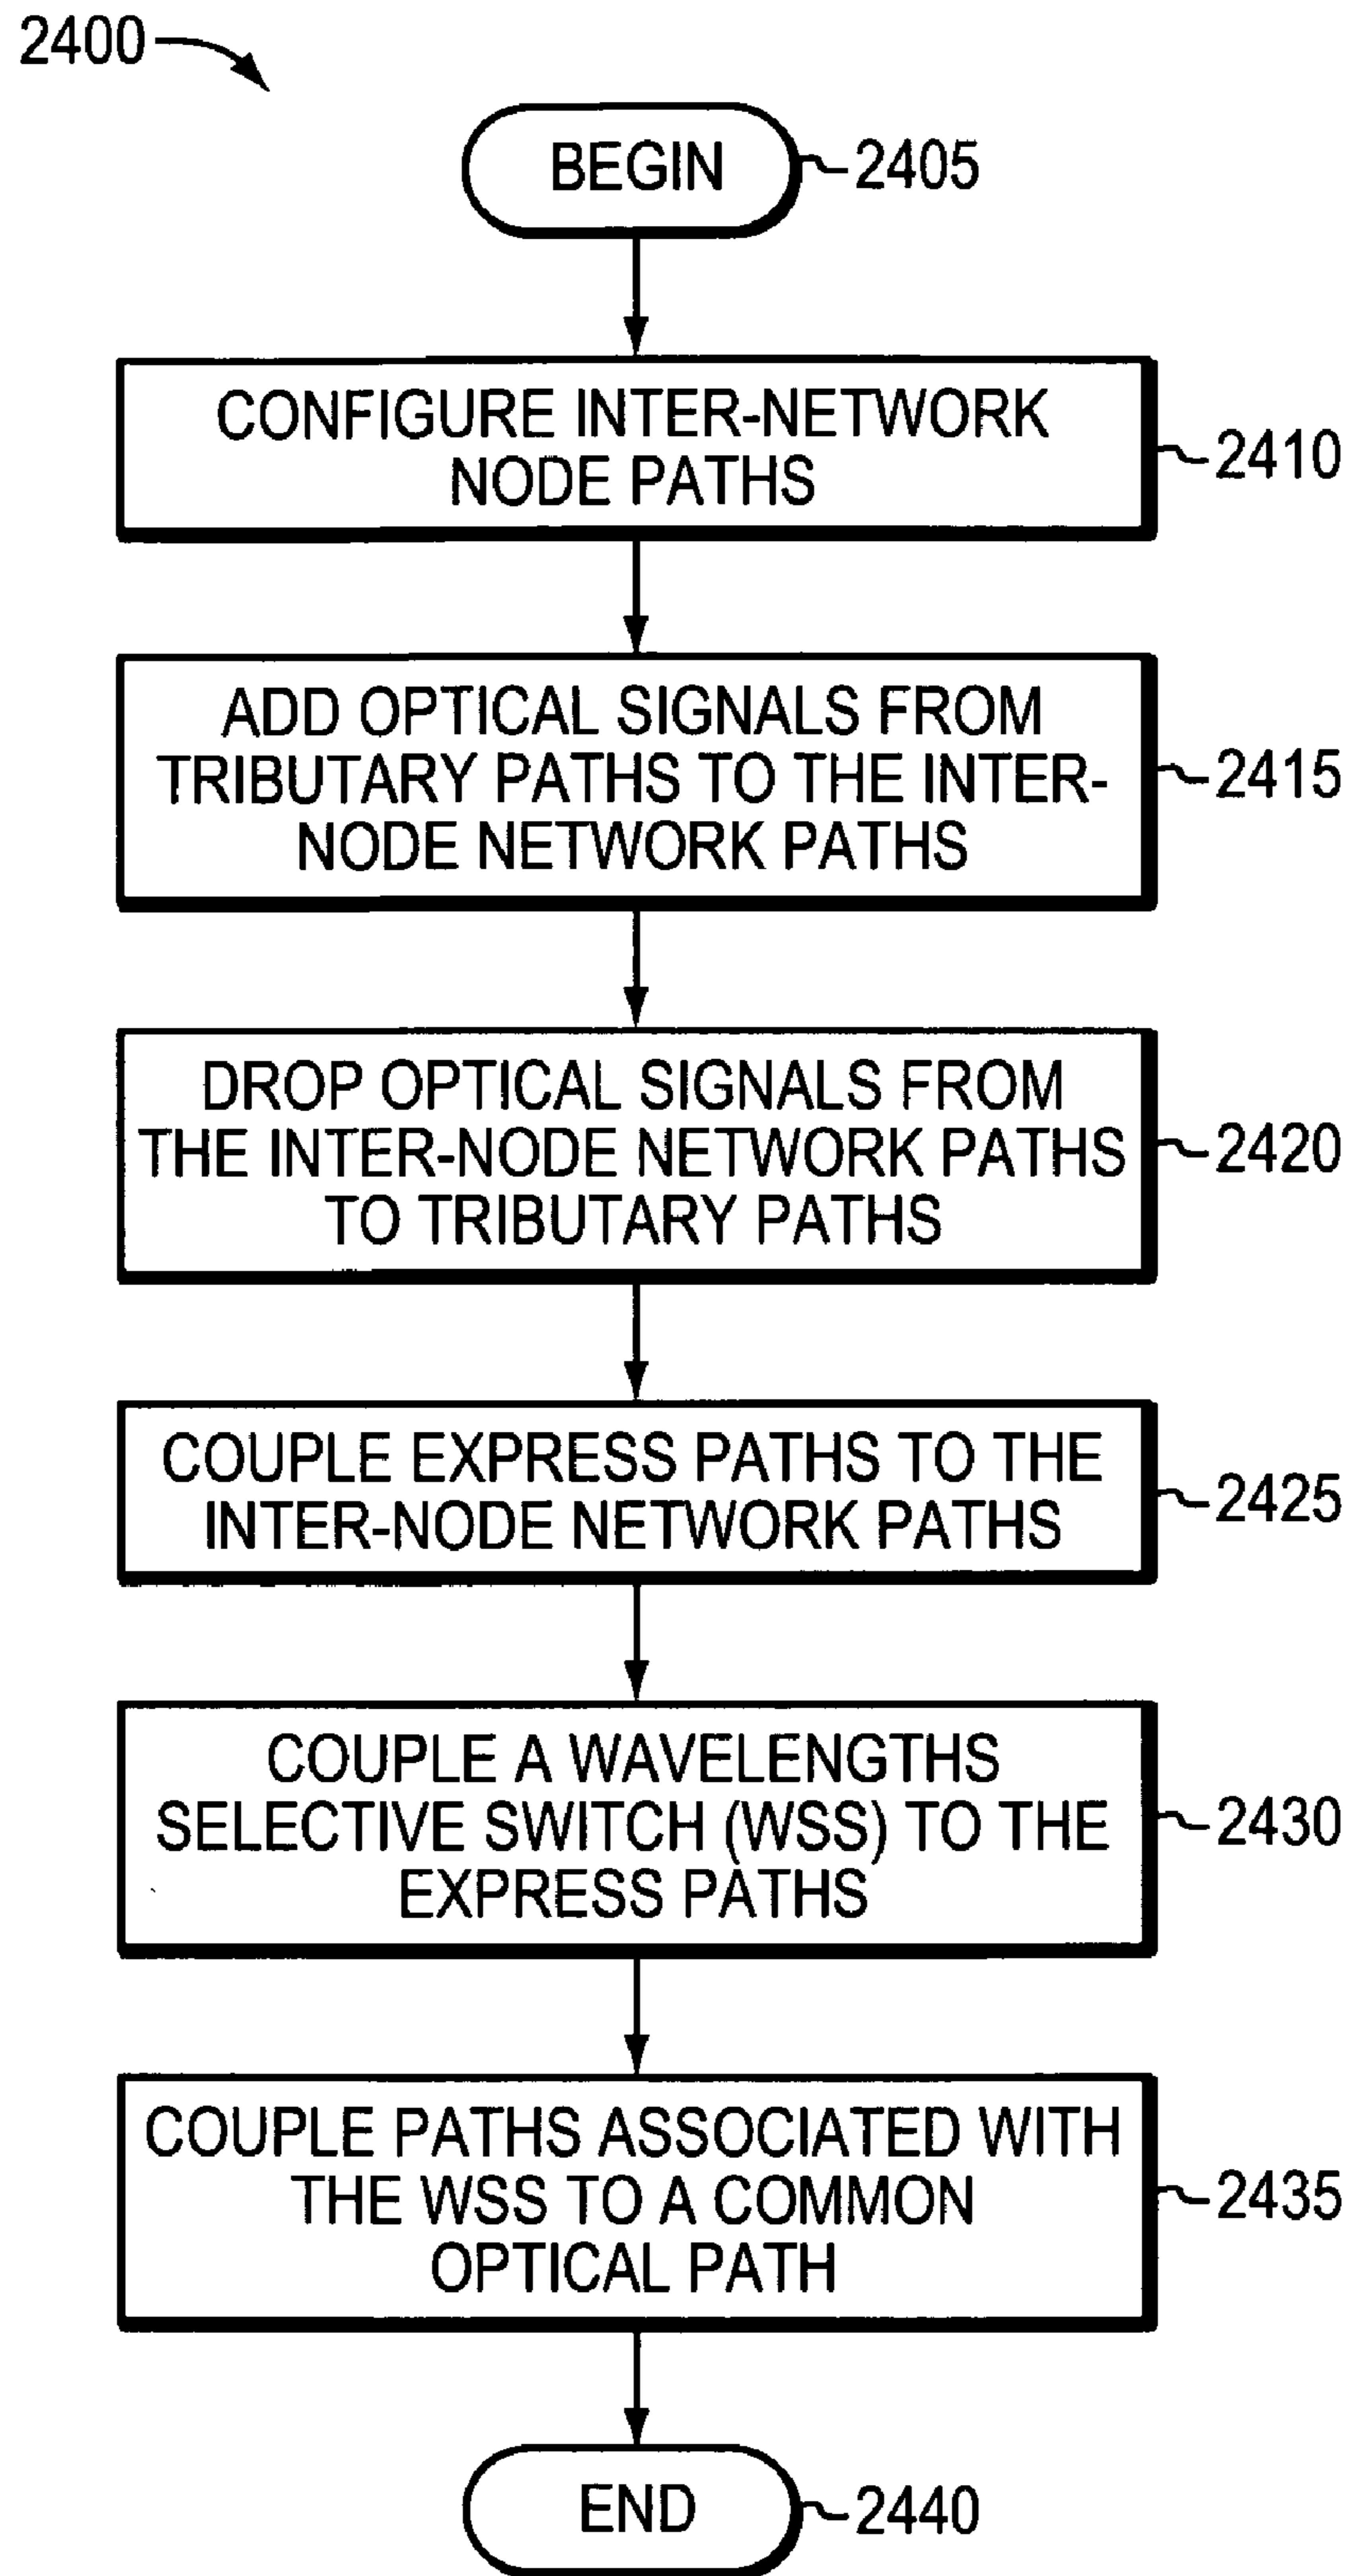 2400
BEGIN
2405
CONFIGURE INTER-NETWORK
NODE PATHS
2410
ADD OPTICAL SIGNALS FROM
TRIBUTARY PATHS TO THE INTER-
NODE NETWORK PATHS
2415
DROP OPTICAL SIGNALS FROM
THE INTER-NODE NETWORK PATHS
TO TRIBUTARY PATHS
2420
COUPLE EXPRESS PATHS TO THE
INTER-NODE NETWORK PATHS
2425
COUPLE A WAVELENGTHS
SELECTIVE SWITCH (WSS) TO THE
EXPRESS PATHS
2430
COUPLE PATHS ASSOCIATED WITH
THE WSS TO A COMMON
OPTICAL PATH
2435
END
2440